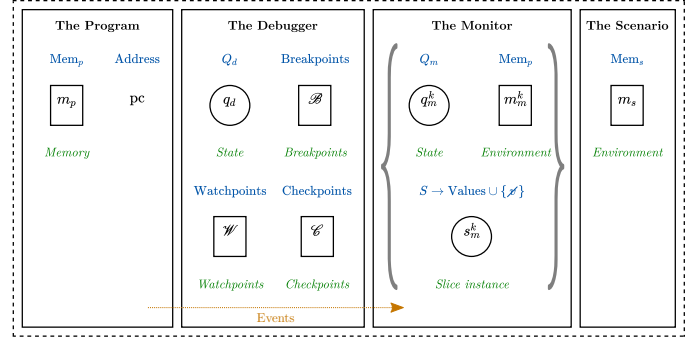 The Program
The Debugger
The Monitor
The Scenario
Mem_p Address
Q_d Breakpoints
Q_m Mem_p
Mem_s
m_p pc
q_d ℬ
q_m^k m_m^k
m_s
Memory
State Breakpoints
State Environment
Environment
Watchpoints Checkpoints
S → Values ∪ {𝓋̸}
𝒲 𝒞
s_m^k
Watchpoints Checkpoints
Slice instance
Events